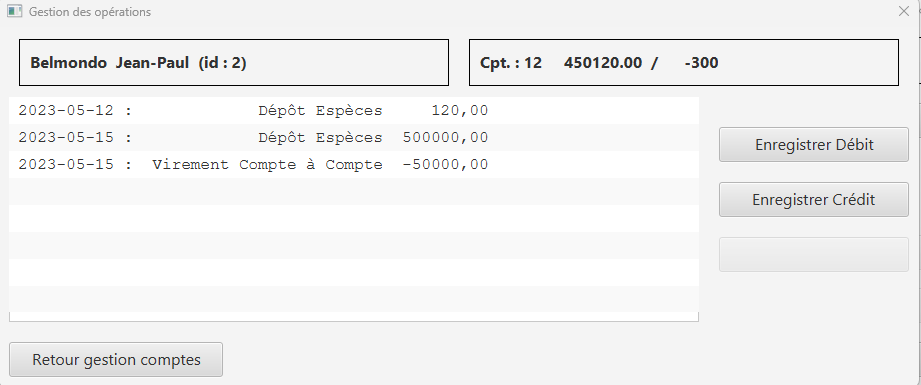 Gestion des opérations
Belmondo Jean-Paul (id : 2)
Cpt. : 12 450120.00 / -300
2023-05-12 : Dépôt Espèces 120,00
2023-05-15 : Dépôt Espèces 500000,00
2023-05-15 : Virement Compte à Compte -50000,00
Enregistrer Débit
Enregistrer Crédit
Retour gestion comptes